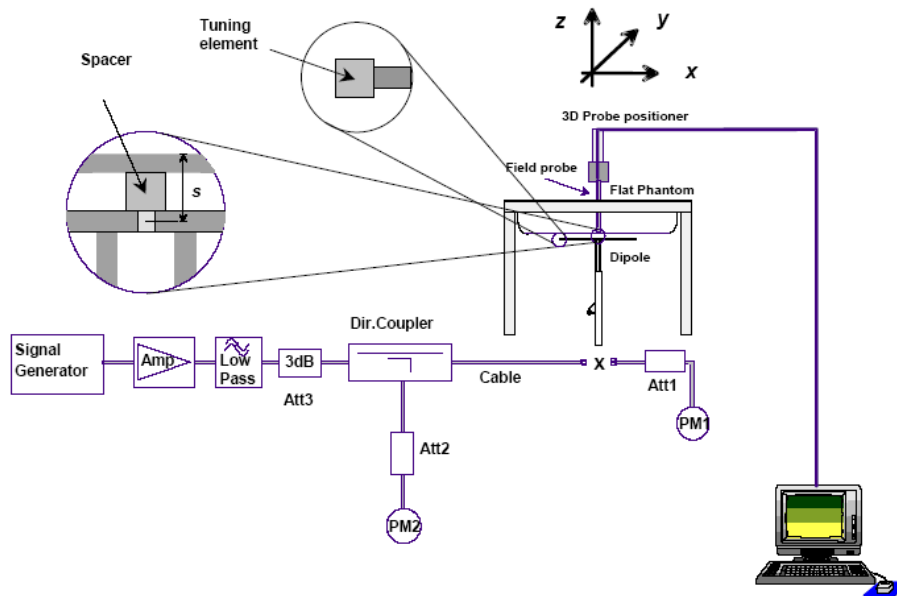 Tuning
element
Spacer
s
z
y
x
3D Probe positioner
Field probe
Flat Phantom
Dipole
Dir.Coupler
Signal
Generator
Amp
Low
Pass
3dB
Att3
Cable
X
Att1
PM1
Att2
PM2